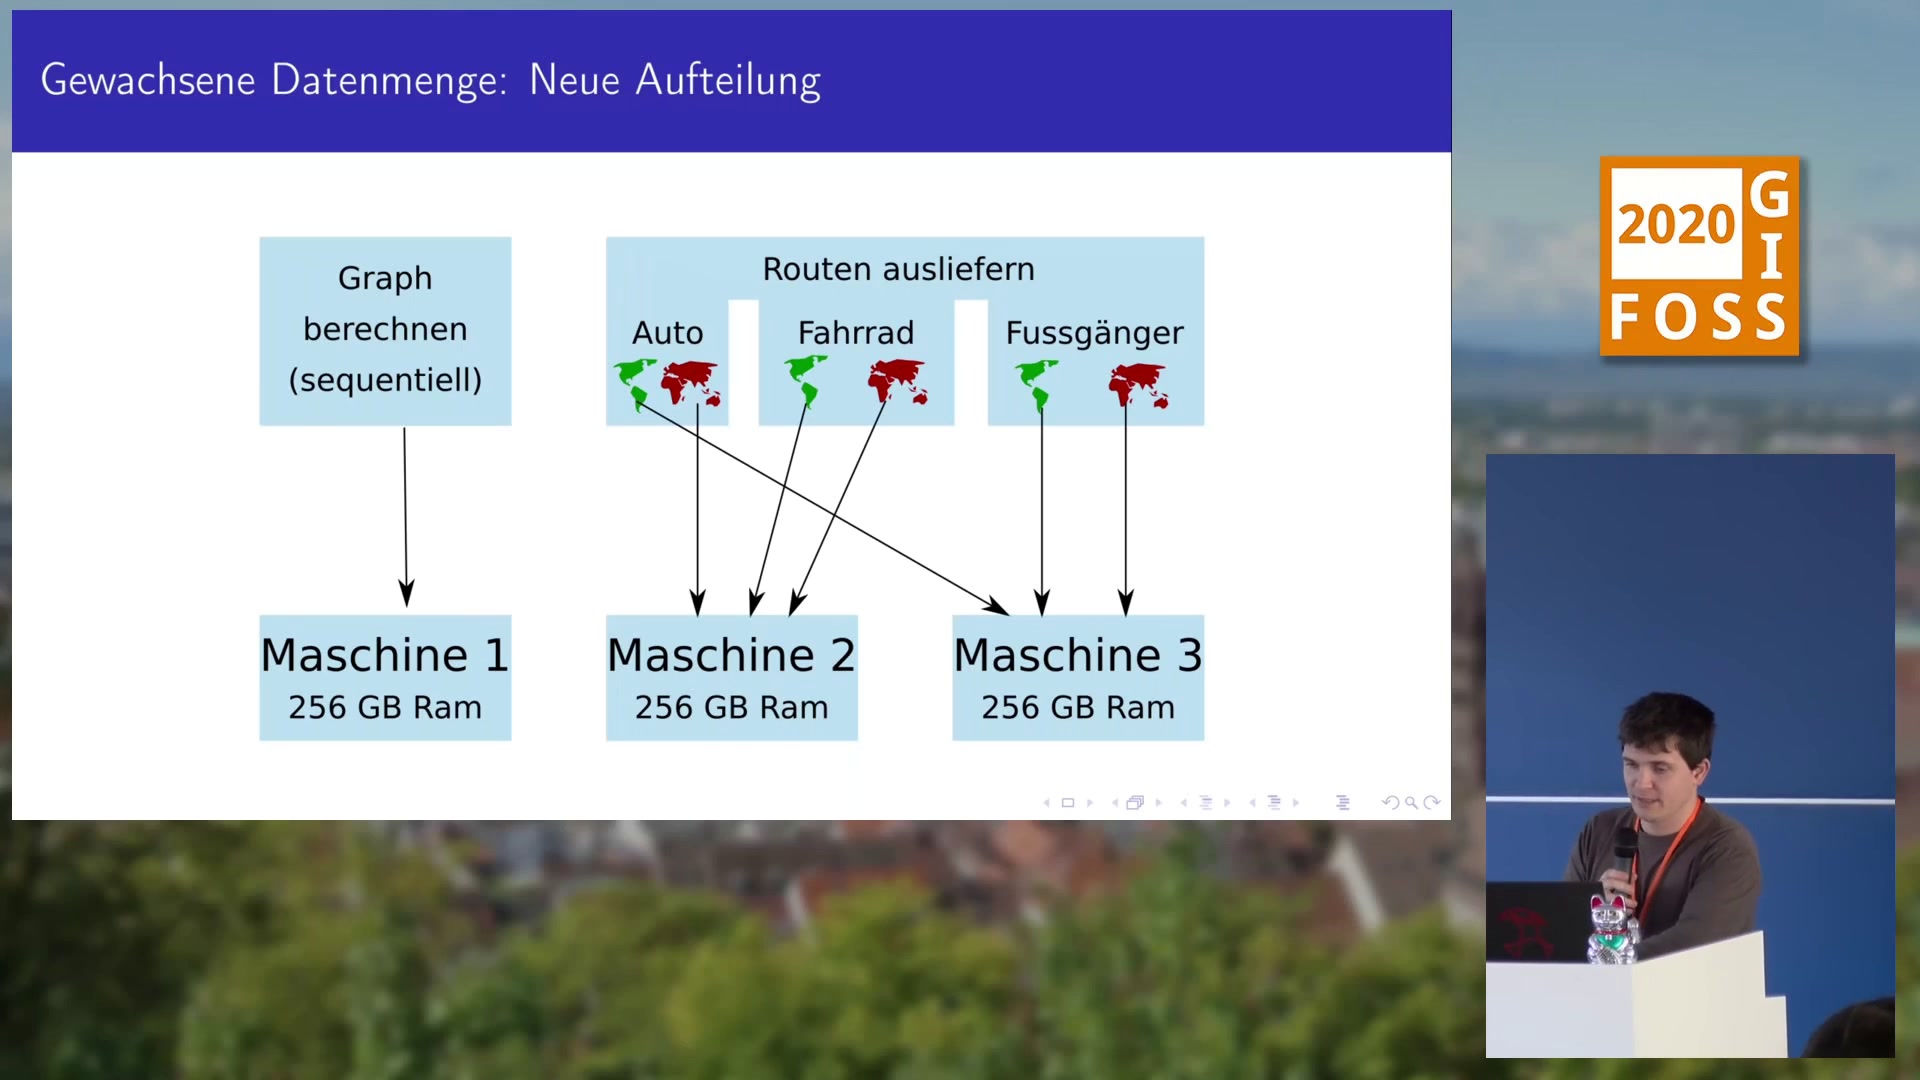 Gewachsene Datenmenge: Neue Aufteilung
Graph
berechnen
(sequentiell)
Routen ausliefern
Auto
Fahrrad
Fussgänger
Maschine 1
256 GB Ram
Maschine 2
256 GB Ram
Maschine 3
256 GB Ram
2020
G
I
FOSS